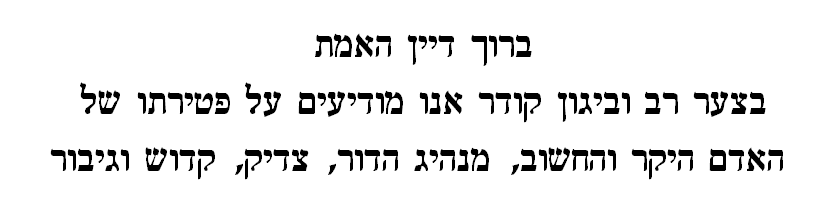 ברוך דיין האמת
בצער רב וביגון קודר אנו מודיעים על פטירתו של
האדם היקר והחשוב, מנהיג הדור, צדיק, קדוש וגיבור